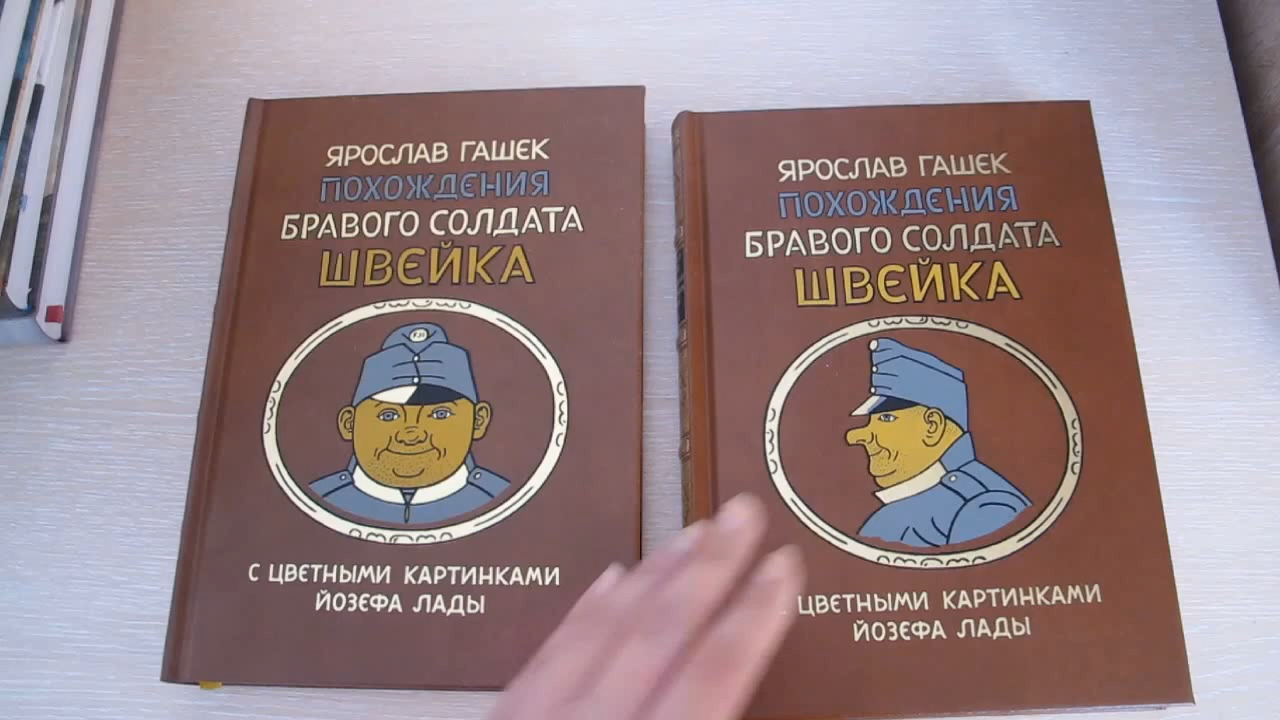 ЯРОСЛАВ ГАШЕК
ПОХОЖДЕНИЯ
БРАВОГО СОЛДАТА
ШВЕЙКА
С ЦВЕТНЫМИ КАРТИНКАМИ
ЙОЗЕФА ЛАДЫ
ЯРОСЛАВ ГАШЕК
ПОХОЖДЕНИЯ
БРАВОГО СОЛДАТА
ШВЕЙКА
ЦВЕТНЫМИ КАРТИНКАМИ
ЙОЗЕФА ЛАДЫ